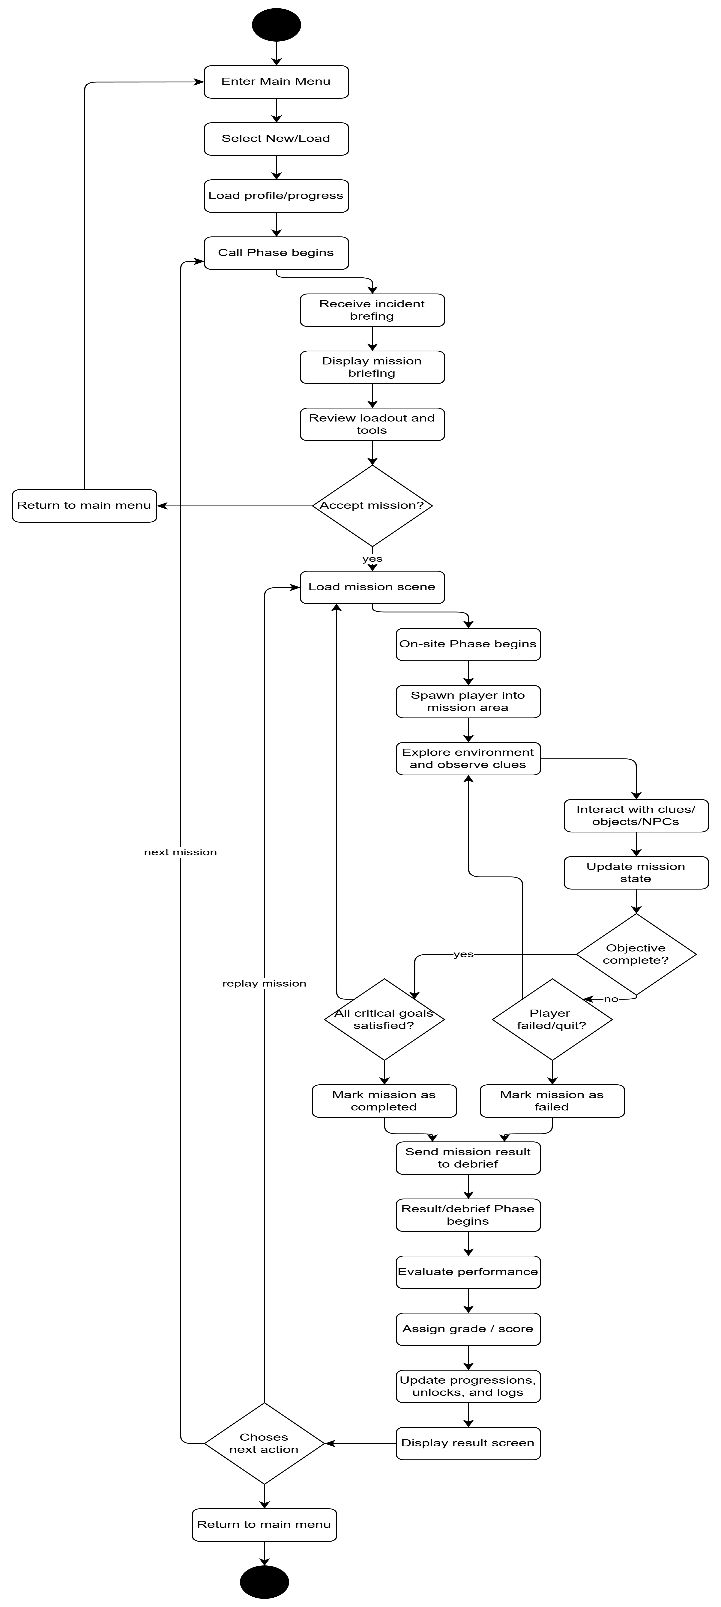 Enter Main Menu
Select New/Load
Load profile/progress
Call Phase begins
Receive incident
brefing
Display mission
briefing
Review loadout and
tools
Return to main menu
Accept mission?
yes
Load mission scene
On-site Phase begins
Spawn player into
mission area
Explore environment
and observe clues
Interact with clues/
objects/NPCs
next mission
Update mission
state
Objective
complete?
yes
replay mission
no
All critical goals
satisfied?
Player
failed/quit?
Mark mission as
completed
Mark mission as
failed
Send mission result
to debrief
Result/debrief Phase
begins
Evaluate performance
Assign grade / score
Update progressions,
unlocks, and logs
Choses
next action
Display result screen
Return to main menu